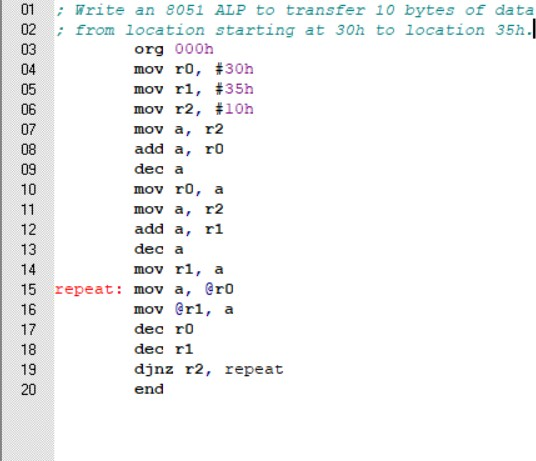 01 ; Write an 8051 ALP to transfer 10 bytes of data
02 ; from location starting at 30h to location 35h.
03 org 000h
04 mov r0, #30h
05 mov r1, #35h
06 mov r2, #10h
07 mov a, r2
08 add a, r0
09 dec a
10 mov r0, a
11 mov a, r2
12 add a, r1
13 dec a
14 mov r1, a
15 repeat: mov a, @r0
16 mov @r1, a
17 dec r0
18 dec r1
19 djnz r2, repeat
20 end